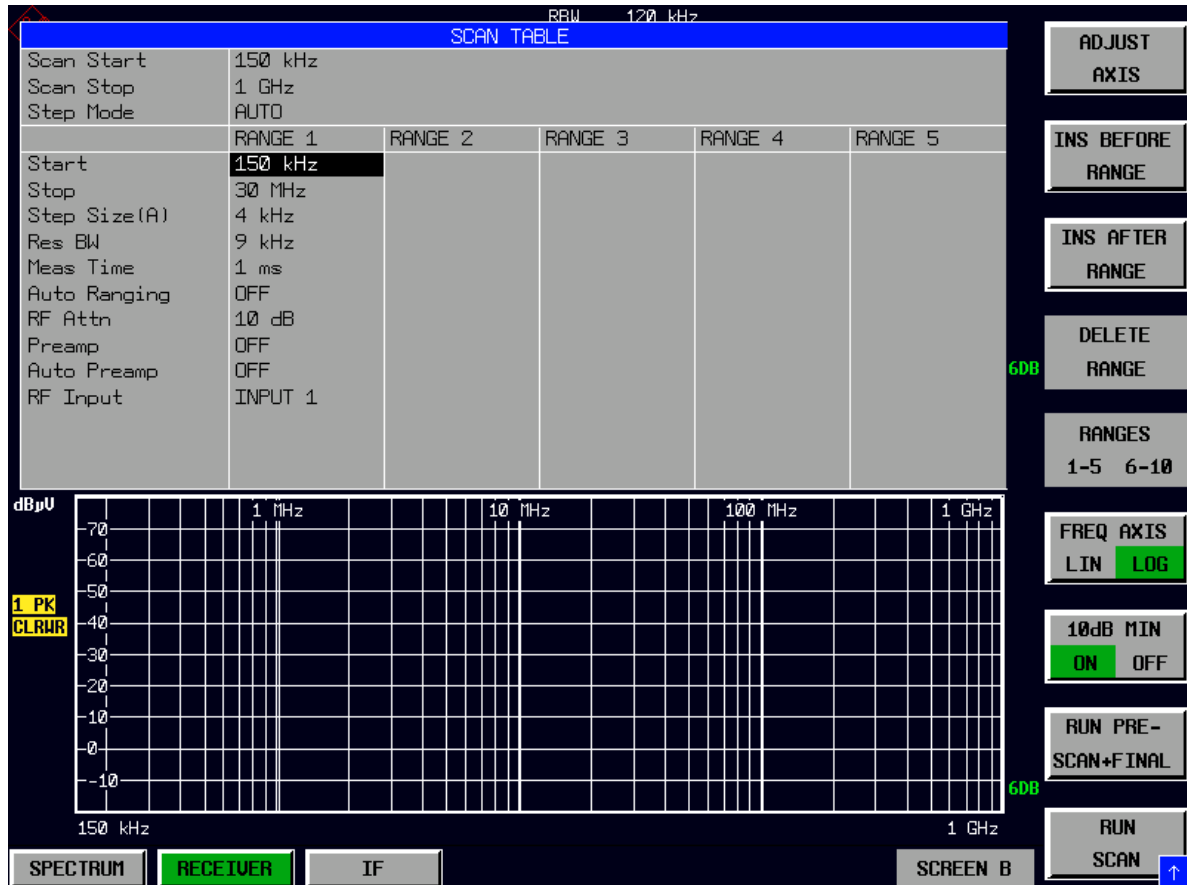 RBW 120 kHz
SCAN TABLE
Scan Start 150 kHz
Scan Stop 1 GHz
Step Mode AUTO
RANGE 1 RANGE 2 RANGE 3 RANGE 4 RANGE 5
Start 150 kHz
Stop 30 MHz
Step Size(A) 4 kHz
Res BW 9 kHz
Meas Time 1 ms
Auto Ranging OFF
RF Attn 10 dB
Preamp OFF
Auto Preamp OFF
RF Input INPUT 1
6DB
dBµV
1 MHz 10 MHz 100 MHz 1 GHz
70
60
50
1 PK
CLRWR
40
30
20
10
0
-10
6DB
150 kHz 1 GHz
SPECTRUM RECEIVER IF SCREEN B
ADJUST
AXIS
INS BEFORE
RANGE
INS AFTER
RANGE
DELETE
RANGE
RANGES
1-5 6-10
FREQ AXIS
LIN LOG
10dB MIN
ON OFF
RUN PRE-
SCAN+FINAL
RUN
SCAN
↑